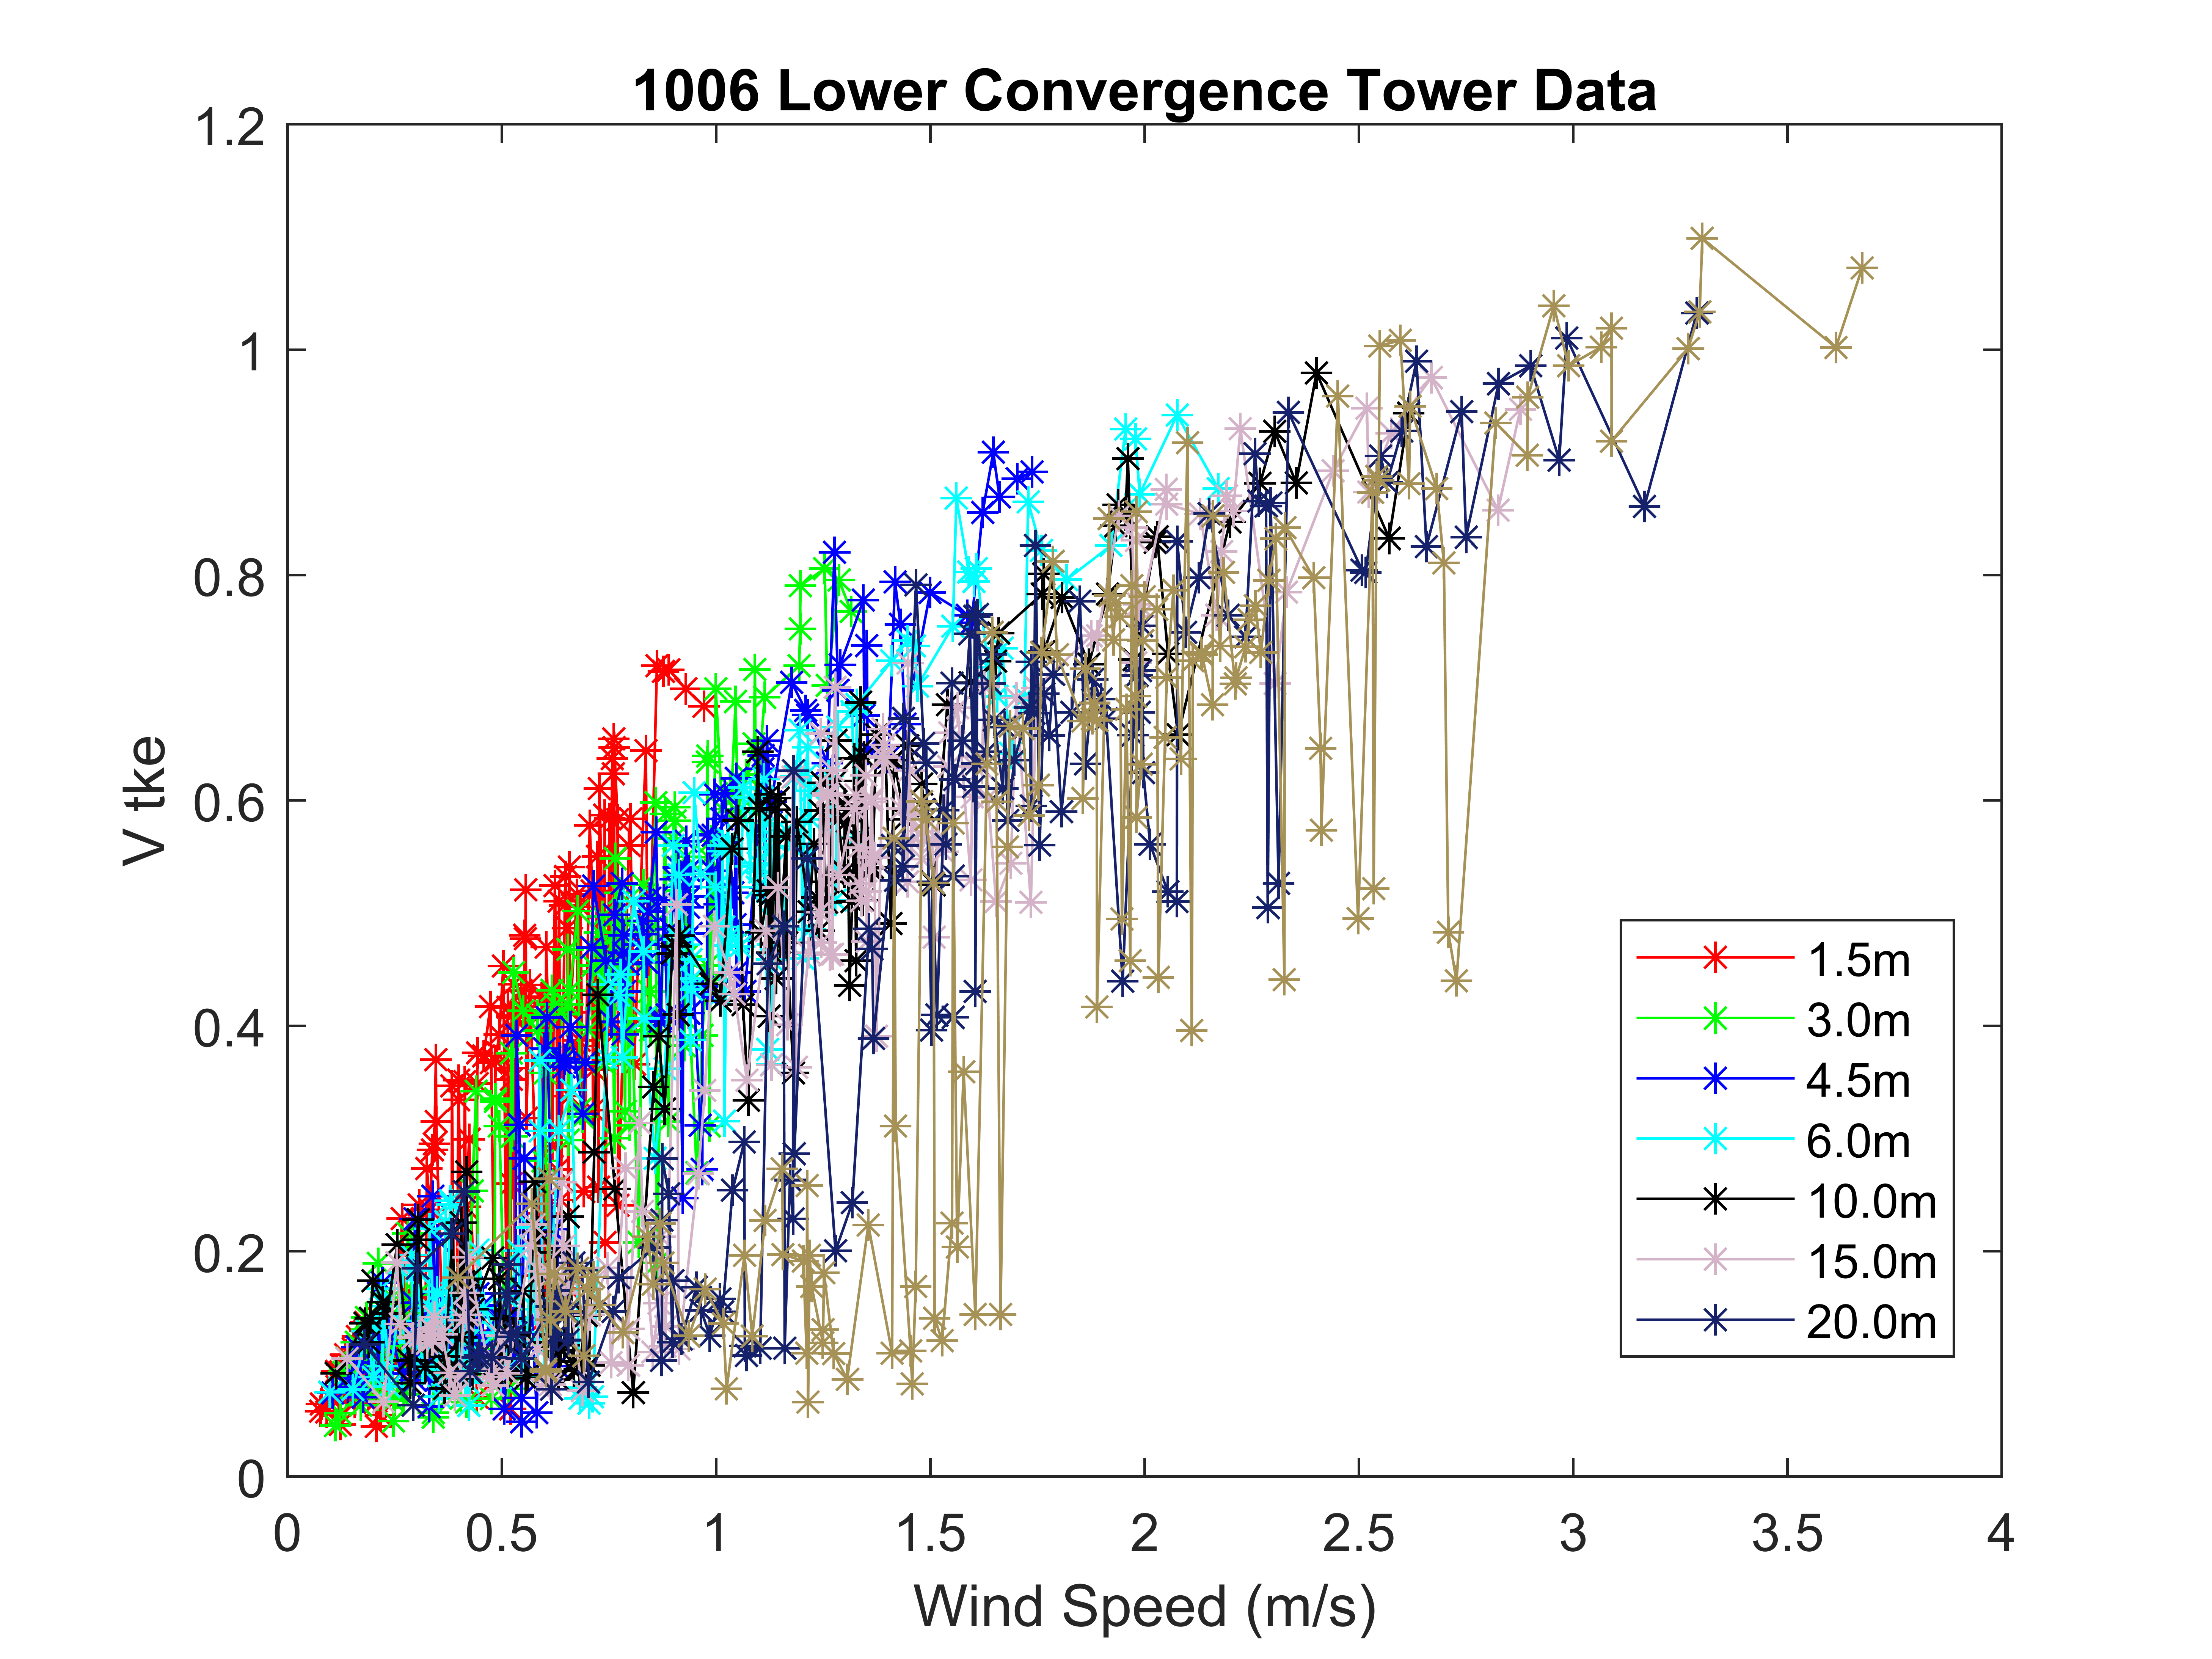 1006 Lower Convergence Tower Data
1.2
1
0.8
0.6
0.4
0.2
0
V tke
0 0.5 1 1.5 2 2.5 3 3.5 4
Wind Speed (m/s)
1.5m
3.0m
4.5m
6.0m
10.0m
15.0m
20.0m